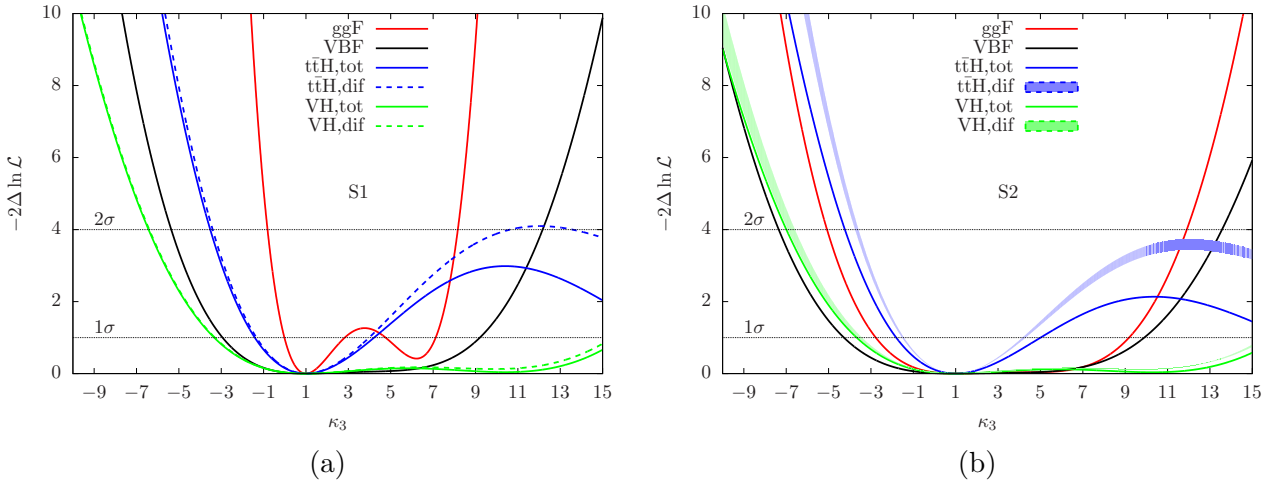 10
8
6
4
2
0
−2Δ ln ℒ
2σ
1σ
ggF
VBF
tt̄H,tot
tt̄H,dif
VH,tot
VH,dif
S1
−9 −7 −5 −3 −1 1 3 5 7 9 11 13 15
κ₃
(a)
10
8
6
4
2
0
−2Δ ln ℒ
2σ
1σ
ggF
VBF
tt̄H,tot
tt̄H,dif
VH,tot
VH,dif
S2
−9 −7 −5 −3 −1 1 3 5 7 9 11 13 15
κ₃
(b)